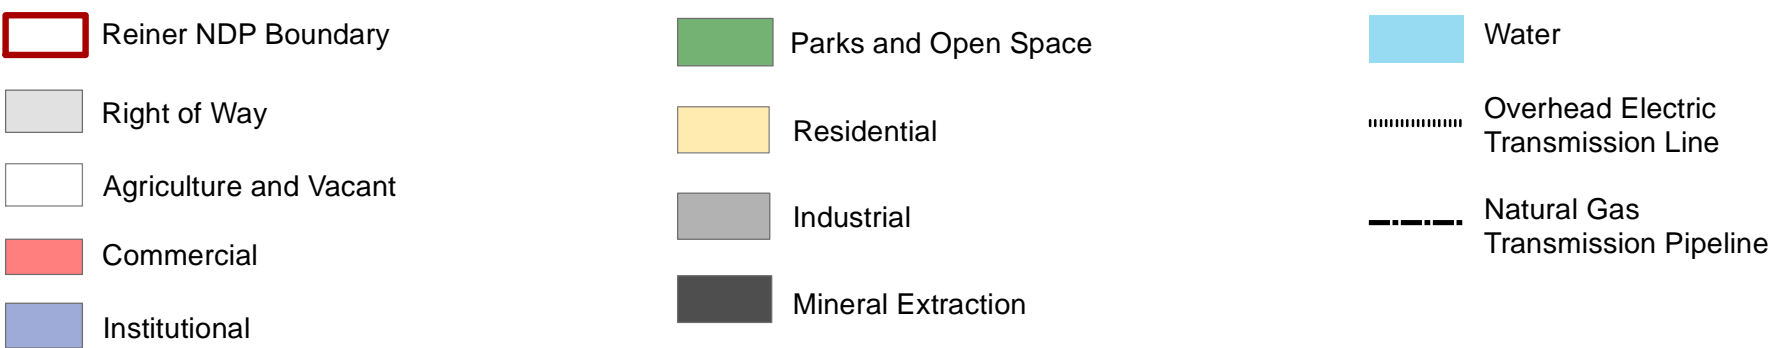 Reiner NDP Boundary
Right of Way
Agriculture and Vacant
Commercial
Institutional
Parks and Open Space
Residential
Industrial
Mineral Extraction
Water
Overhead Electric
Transmission Line
Natural Gas
Transmission Pipeline